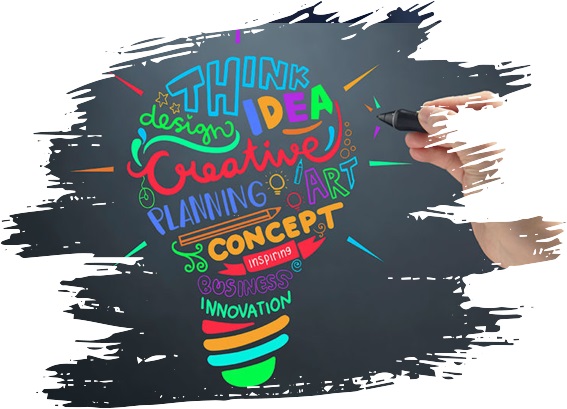 THINK
IDEA
design
Creative
PLANNING
ART
CONCEPT
inspiring
BUSINESS
INNOVATION